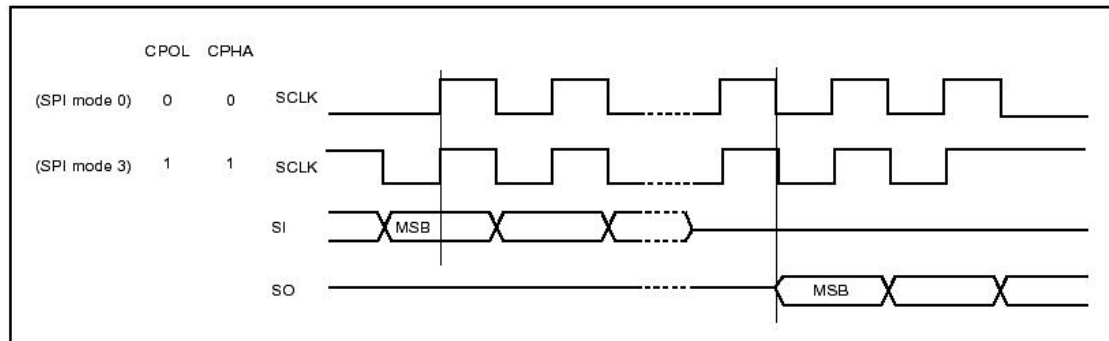 CPOL CPHA
(SPI mode 0) 0 0 SCLK
(SPI mode 3) 1 1 SCLK
SI MSB
SO MSB